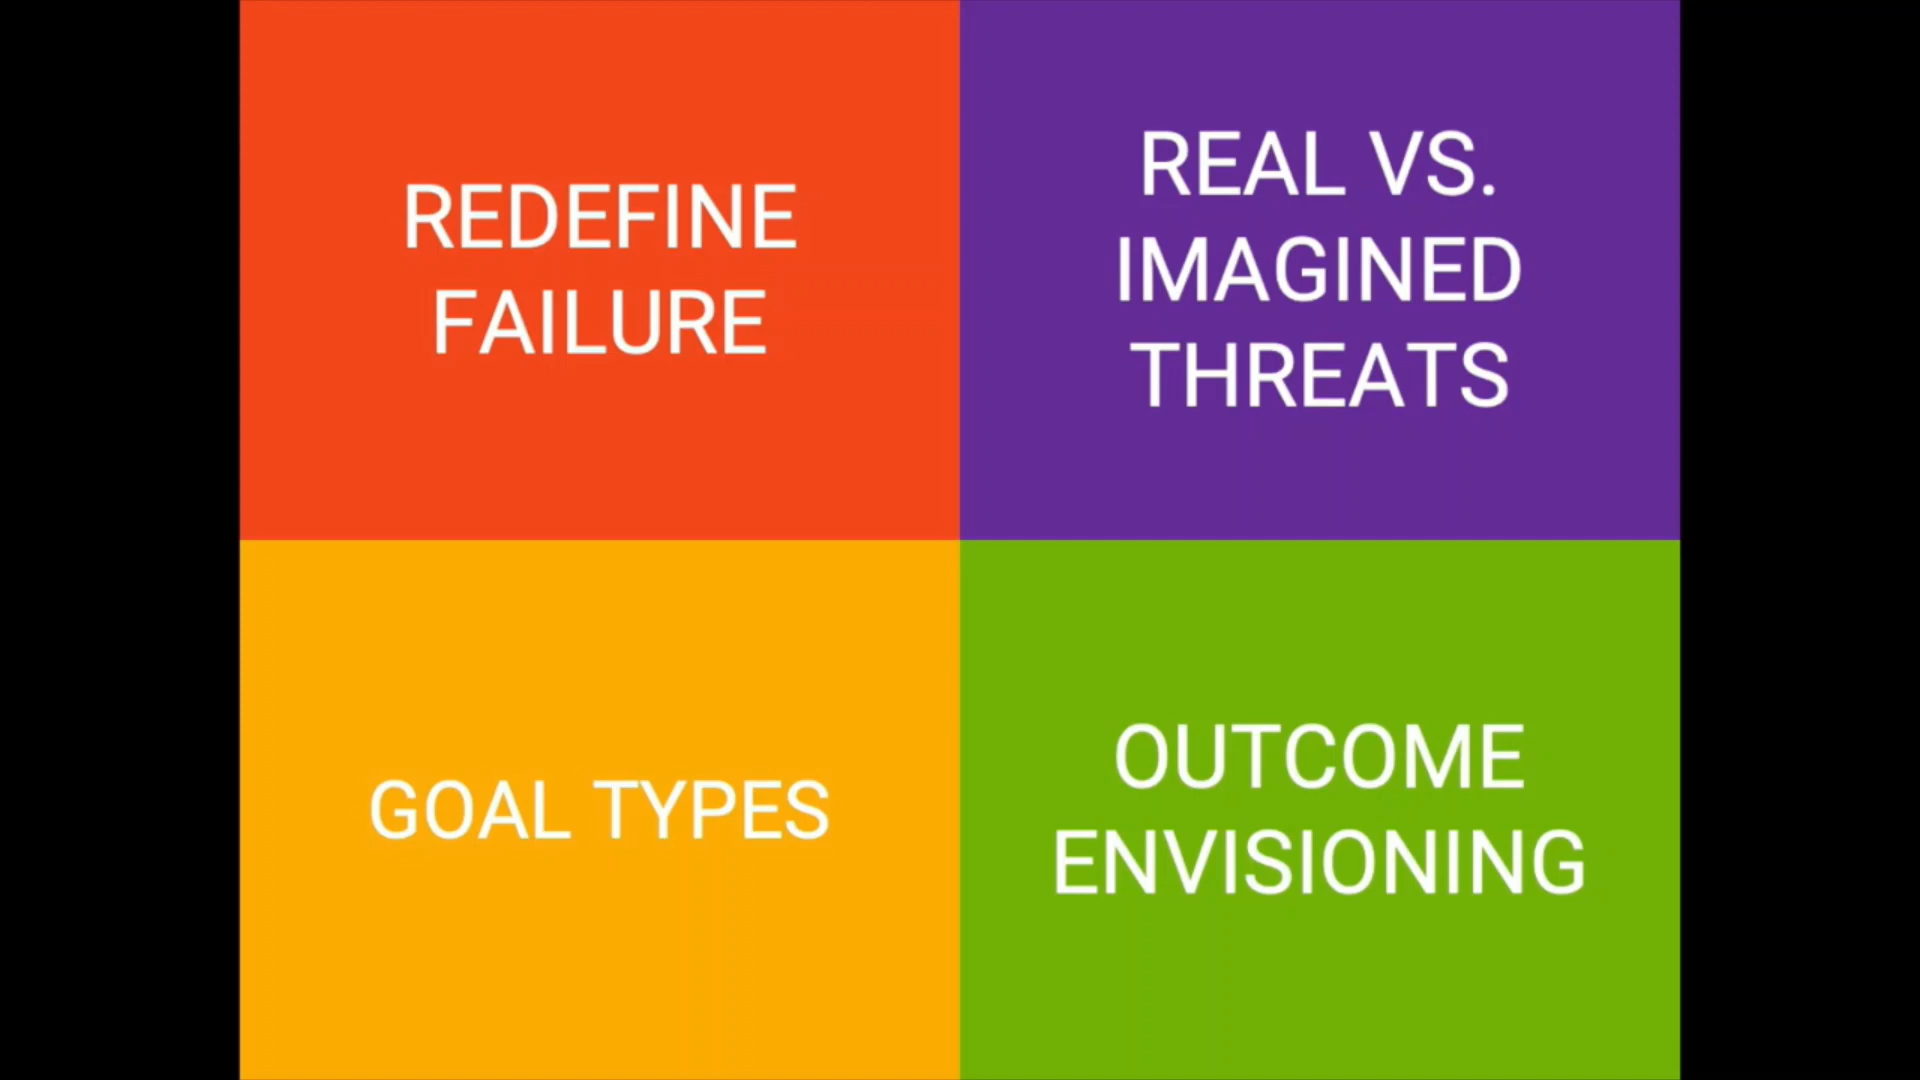 REDEFINE
FAILURE
REAL VS.
IMAGINED
THREATS
GOAL TYPES
OUTCOME
ENVISIONING